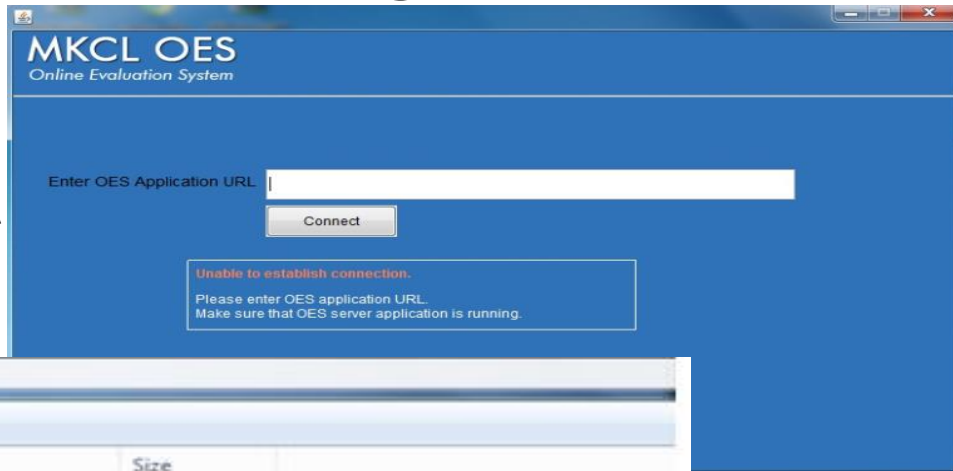 MKCL OES
Online Evaluation System
Enter OES Application URL
Connect
Unable to establish connection.
Please enter OES application URL.
Make sure that OES server application is running.
Size